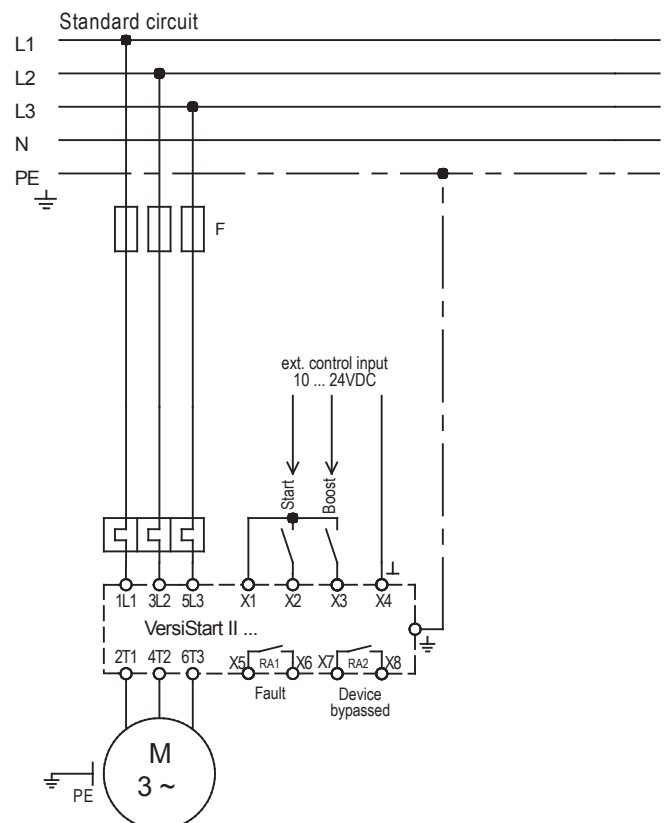 Standard circuit
L1
L2
L3
N
PE
F
ext. control input
10 ... 24VDC
Start
Boost
1L1 3L2 5L3 X1 X2 X3 X4
VersiStart II ...
2T1 4T2 6T3 X5 RA1 X6 X7 RA2 X8
Fault
Device
bypassed
M
3 ~
PE